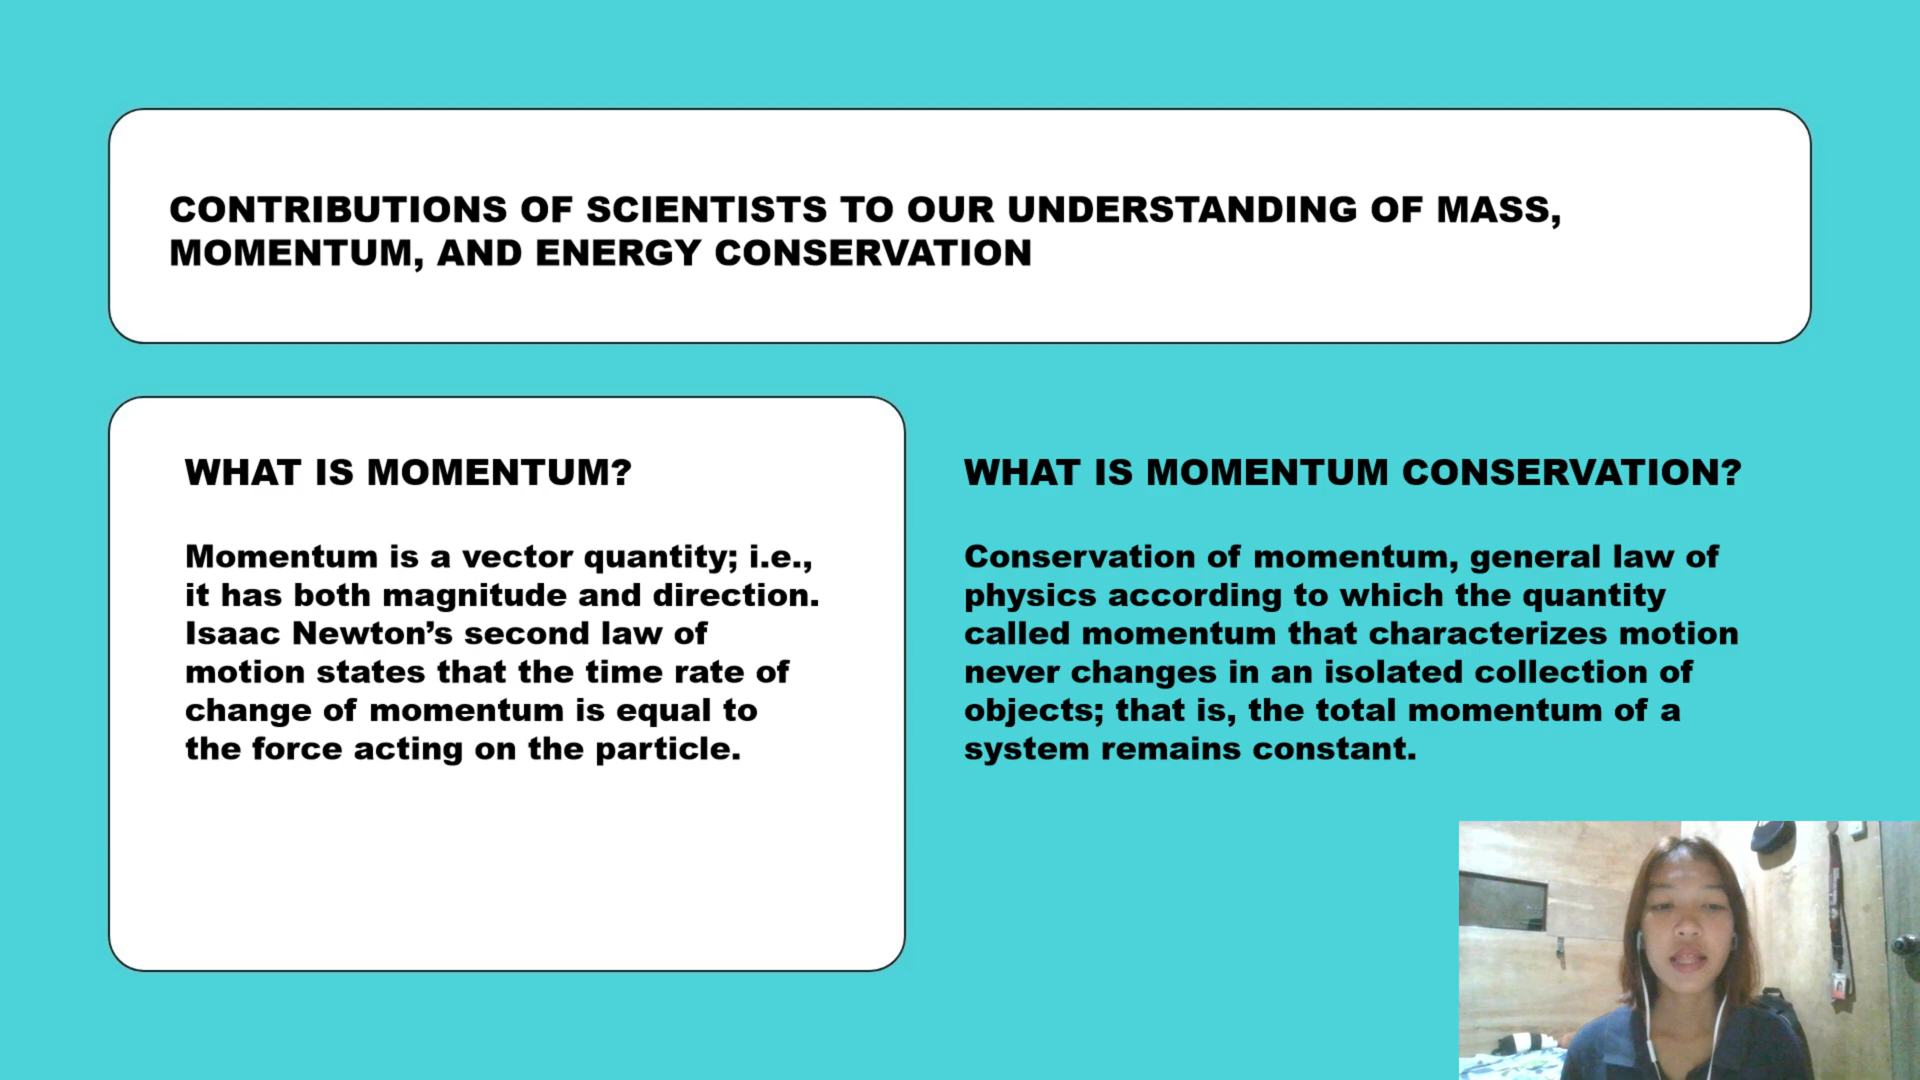 CONTRIBUTIONS OF SCIENTISTS TO OUR UNDERSTANDING OF MASS,
MOMENTUM, AND ENERGY CONSERVATION
WHAT IS MOMENTUM?
Momentum is a vector quantity; i.e.,
it has both magnitude and direction.
Isaac Newton’s second law of
motion states that the time rate of
change of momentum is equal to
the force acting on the particle.
WHAT IS MOMENTUM CONSERVATION?
Conservation of momentum, general law of
physics according to which the quantity
called momentum that characterizes motion
never changes in an isolated collection of
objects; that is, the total momentum of a
system remains constant.